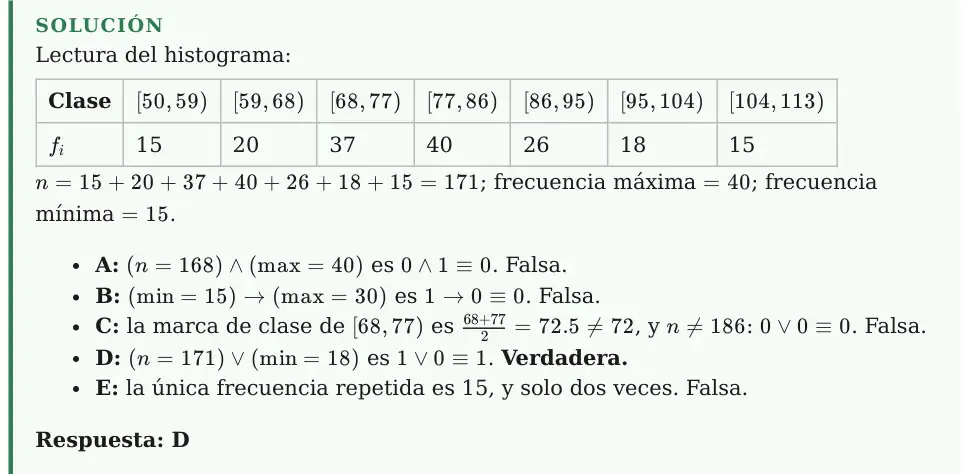 SOLUCIÓN
Lectura del histograma:
Clase [50, 59) [59, 68) [68, 77) [77, 86) [86, 95) [95, 104) [104, 113)
fᵢ 15 20 37 40 26 18 15
n = 15 + 20 + 37 + 40 + 26 + 18 + 15 = 171; frecuencia máxima = 40; frecuencia
mínima = 15.
• A: (n = 168) ∧ (max = 40) es 0 ∧ 1 ≡ 0. Falsa.
• B: (min = 15) → (max = 30) es 1 → 0 ≡ 0. Falsa.
• C: la marca de clase de [68, 77) es (68+77)/2 = 72.5 ≠ 72, y n ≠ 186: 0 ∨ 0 ≡ 0. Falsa.
• D: (n = 171) ∨ (min = 18) es 1 ∨ 0 ≡ 1. Verdadera.
• E: la única frecuencia repetida es 15, y solo dos veces. Falsa.
Respuesta: D